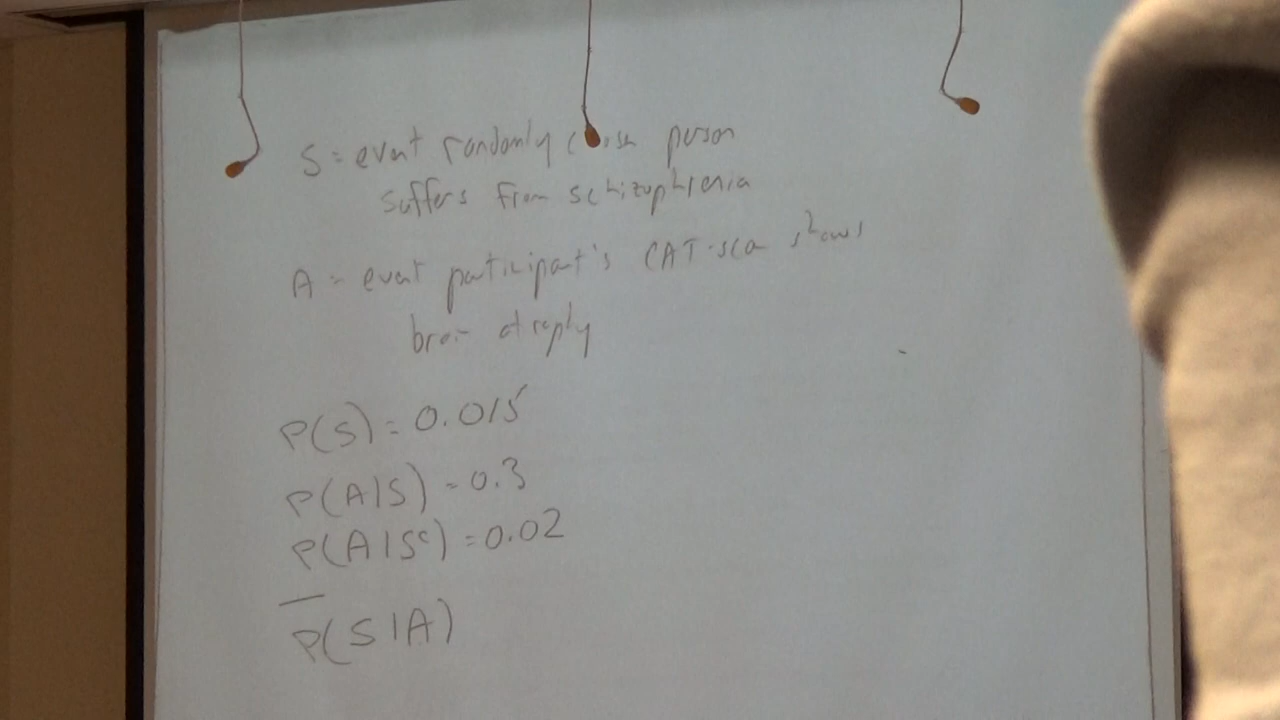 S = event randomly person
suffers from schizophrenia
A = event participant's CAT-scan shows
brain atrophy
P(S) = 0.015
P(A|S) = 0.3
P(A|Sᶜ) = 0.02
P(S|A)